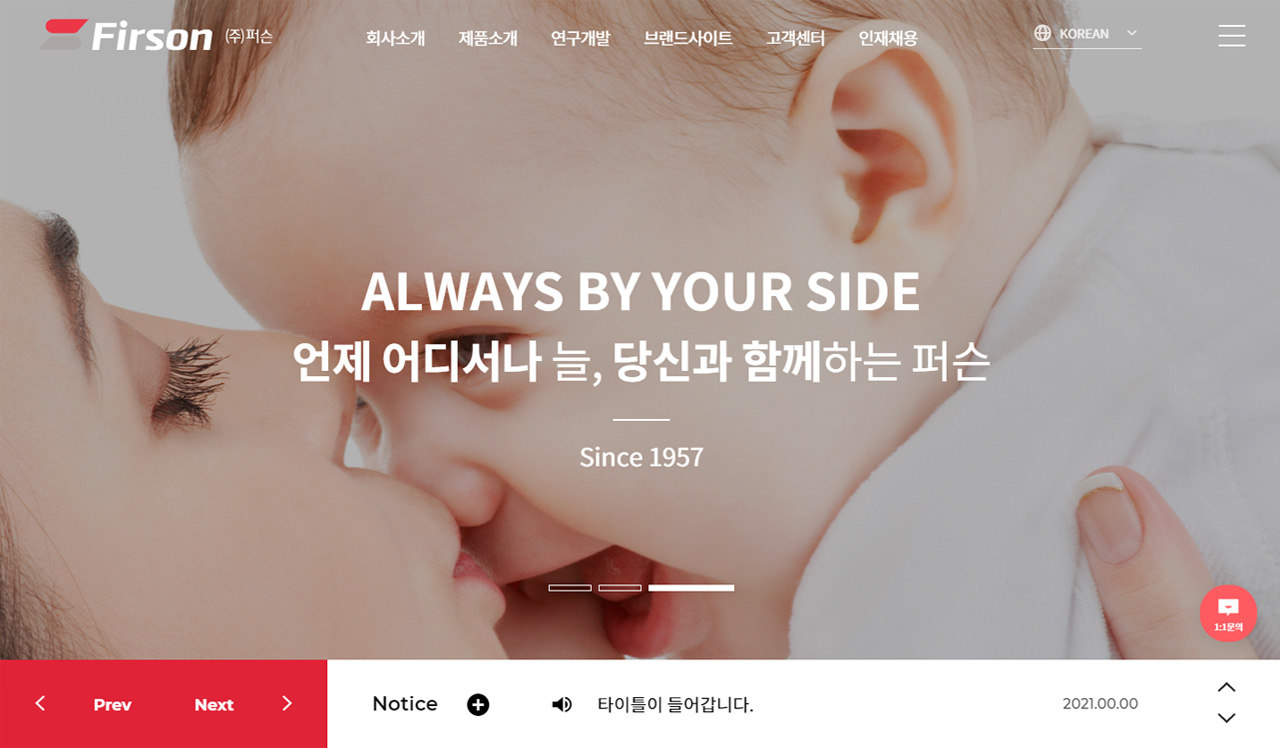 Firson (주)퍼슨
회사소개 제품소개 연구개발 브랜드사이트 고객센터 인재채용
KOREAN
ALWAYS BY YOUR SIDE
언제 어디서나 늘, 당신과 함께하는 퍼슨
Since 1957
1:1문의
Prev Next
Notice
타이틀이 들어갑니다.
2021.00.00